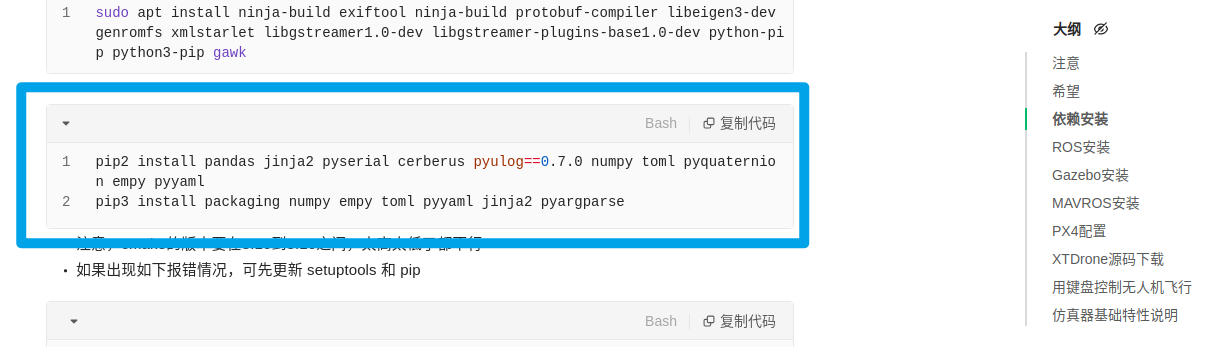 1 sudo apt install ninja-build exiftool ninja-build protobuf-compiler libeigen3-dev
genromfs xmlstarlet libgstreamer1.0-dev libgstreamer-plugins-base1.0-dev python-pi
p python3-pip gawk
Bash 复制代码
1 pip2 install pandas jinja2 pyserial cerberus pyulog==0.7.0 numpy toml pyquaternio
n empy pyyaml
2 pip3 install packaging numpy empy toml pyyaml jinja2 pyargparse
• 如果出现如下报错情况，可先更新 setuptools 和 pip
Bash 复制代码
大纲
注意
希望
依赖安装
ROS安装
Gazebo安装
MAVROS安装
PX4配置
XTDrone源码下载
用键盘控制无人机飞行
仿真器基础特性说明